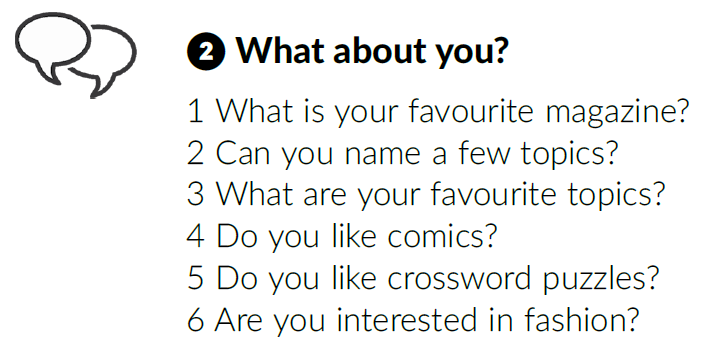 2 What about you?
1 What is your favourite magazine?
2 Can you name a few topics?
3 What are your favourite topics?
4 Do you like comics?
5 Do you like crossword puzzles?
6 Are you interested in fashion?